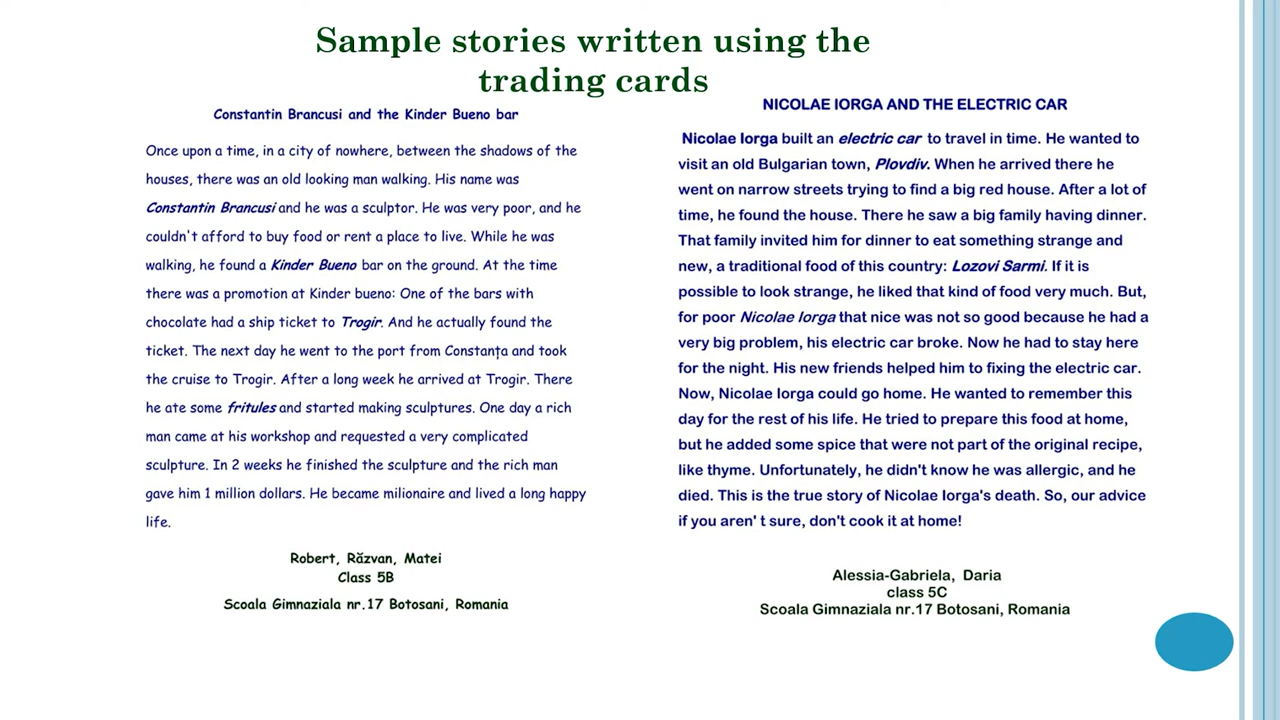 Sample stories written using the
trading cards
Constantin Brancusi and the Kinder Bueno bar
Once upon a time, in a city of nowhere, between the shadows of the
houses, there was an old looking man walking. His name was
Constantin Brancusi and he was a sculptor. He was very poor, and he
couldn't afford to buy food or rent a place to live. While he was
walking, he found a Kinder Bueno bar on the ground. At the time
there was a promotion at Kinder bueno: One of the bars with
chocolate had a ship ticket to Trogir. And he actually found the
ticket. The next day he went to the port from Constanța and took
the cruise to Trogir. After a long week he arrived at Trogir. There
he ate some fritules and started making sculptures. One day a rich
man came at his workshop and requested a very complicated
sculpture. In 2 weeks he finished the sculpture and the rich man
gave him 1 million dollars. He became milionaire and lived a long happy
life.
Robert, Răzvan, Matei
Class 5B
Scoala Gimnaziala nr.17 Botosani, Romania
NICOLAE IORGA AND THE ELECTRIC CAR
Nicolae Iorga built an electric car to travel in time. He wanted to
visit an old Bulgarian town, Plovdiv. When he arrived there he
went on narrow streets trying to find a big red house. After a lot of
time, he found the house. There he saw a big family having dinner.
That family invited him for dinner to eat something strange and
new, a traditional food of this country: Lozovi Sarmi. If it is
possible to look strange, he liked that kind of food very much. But,
for poor Nicolae Iorga that nice was not so good because he had a
very big problem, his electric car broke. Now he had to stay here
for the night. His new friends helped him to fixing the electric car.
Now, Nicolae Iorga could go home. He wanted to remember this
day for the rest of his life. He tried to prepare this food at home,
but he added some spice that were not part of the original recipe,
like thyme. Unfortunately, he didn't know he was allergic, and he
died. This is the true story of Nicolae Iorga's death. So, our advice
if you aren' t sure, don't cook it at home!
Alessia-Gabriela, Daria
class 5C
Scoala Gimnaziala nr.17 Botosani, Romania